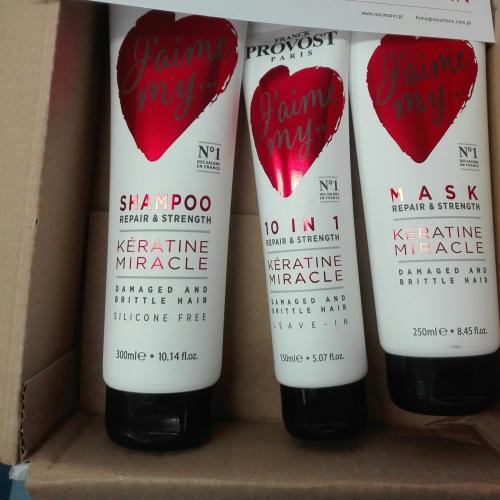 www.rossmann.pl firma@rossmann.com.pl
J'aime
my...
N°1
DES SALONS
EN FRANCE
SHAMPOO
REPAIR & STRENGTH
KÉRATINE
MIRACLE
DAMAGED AND
BRITTLE HAIR
SILICONE FREE
300ml e • 10.14 fl.oz.
FRANCK
PROVOST
PARIS
J'aime
my...
N°1
DES SALONS
EN FRANCE
10 IN 1
REPAIR & STRENGTH
KÉRATINE
MIRACLE
DAMAGED AND
BRITTLE HAIR
LEAVE-IN
150ml e • 5.07 fl.oz.
J'aime
my...
N°1
DES SALONS
EN FRANCE
MASK
REPAIR & STRENGTH
KÉRATINE
MIRACLE
DAMAGED AND
BRITTLE HAIR
250ml e • 8.45 fl.oz.